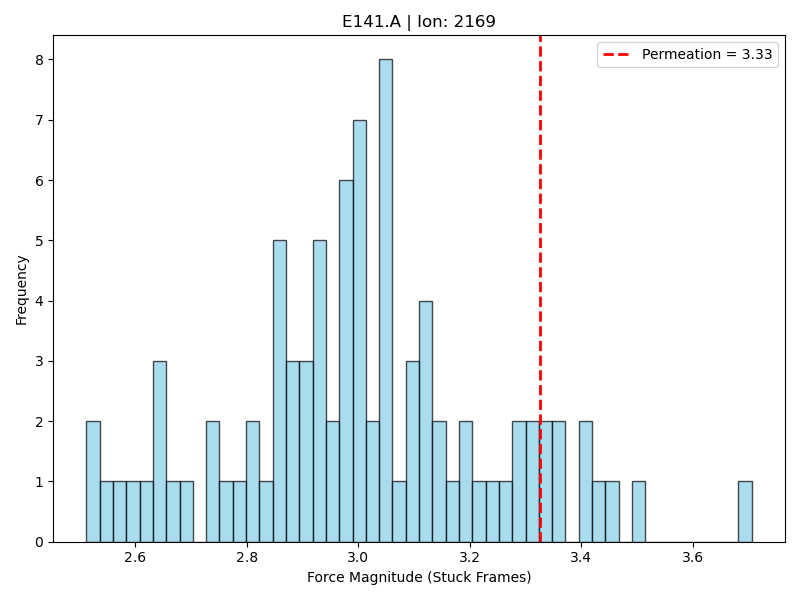 E141.A | Ion: 2169
Permeation = 3.33
8
7
6
5
4
3
2
1
0
Frequency
2.6 2.8 3.0 3.2 3.4 3.6
Force Magnitude (Stuck Frames)